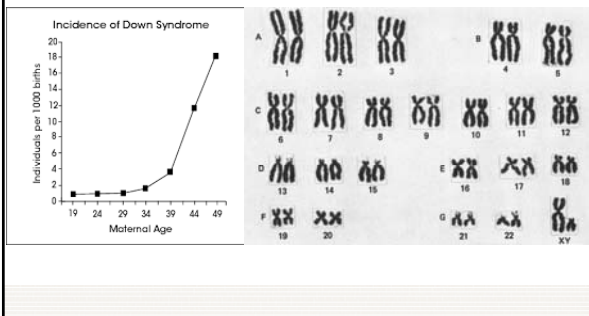 Incidence of Down Syndrome
Individuals per 1000 births
20
18
16
14
12
10
8
6
4
2
0
19 24 29 34 39 44 49
Maternal Age
A
1 2 3
B
4 5
C
6 7 8 9 10 11 12
D
13 14 15
E
16 17 18
F
19 20
G
21 22
XY